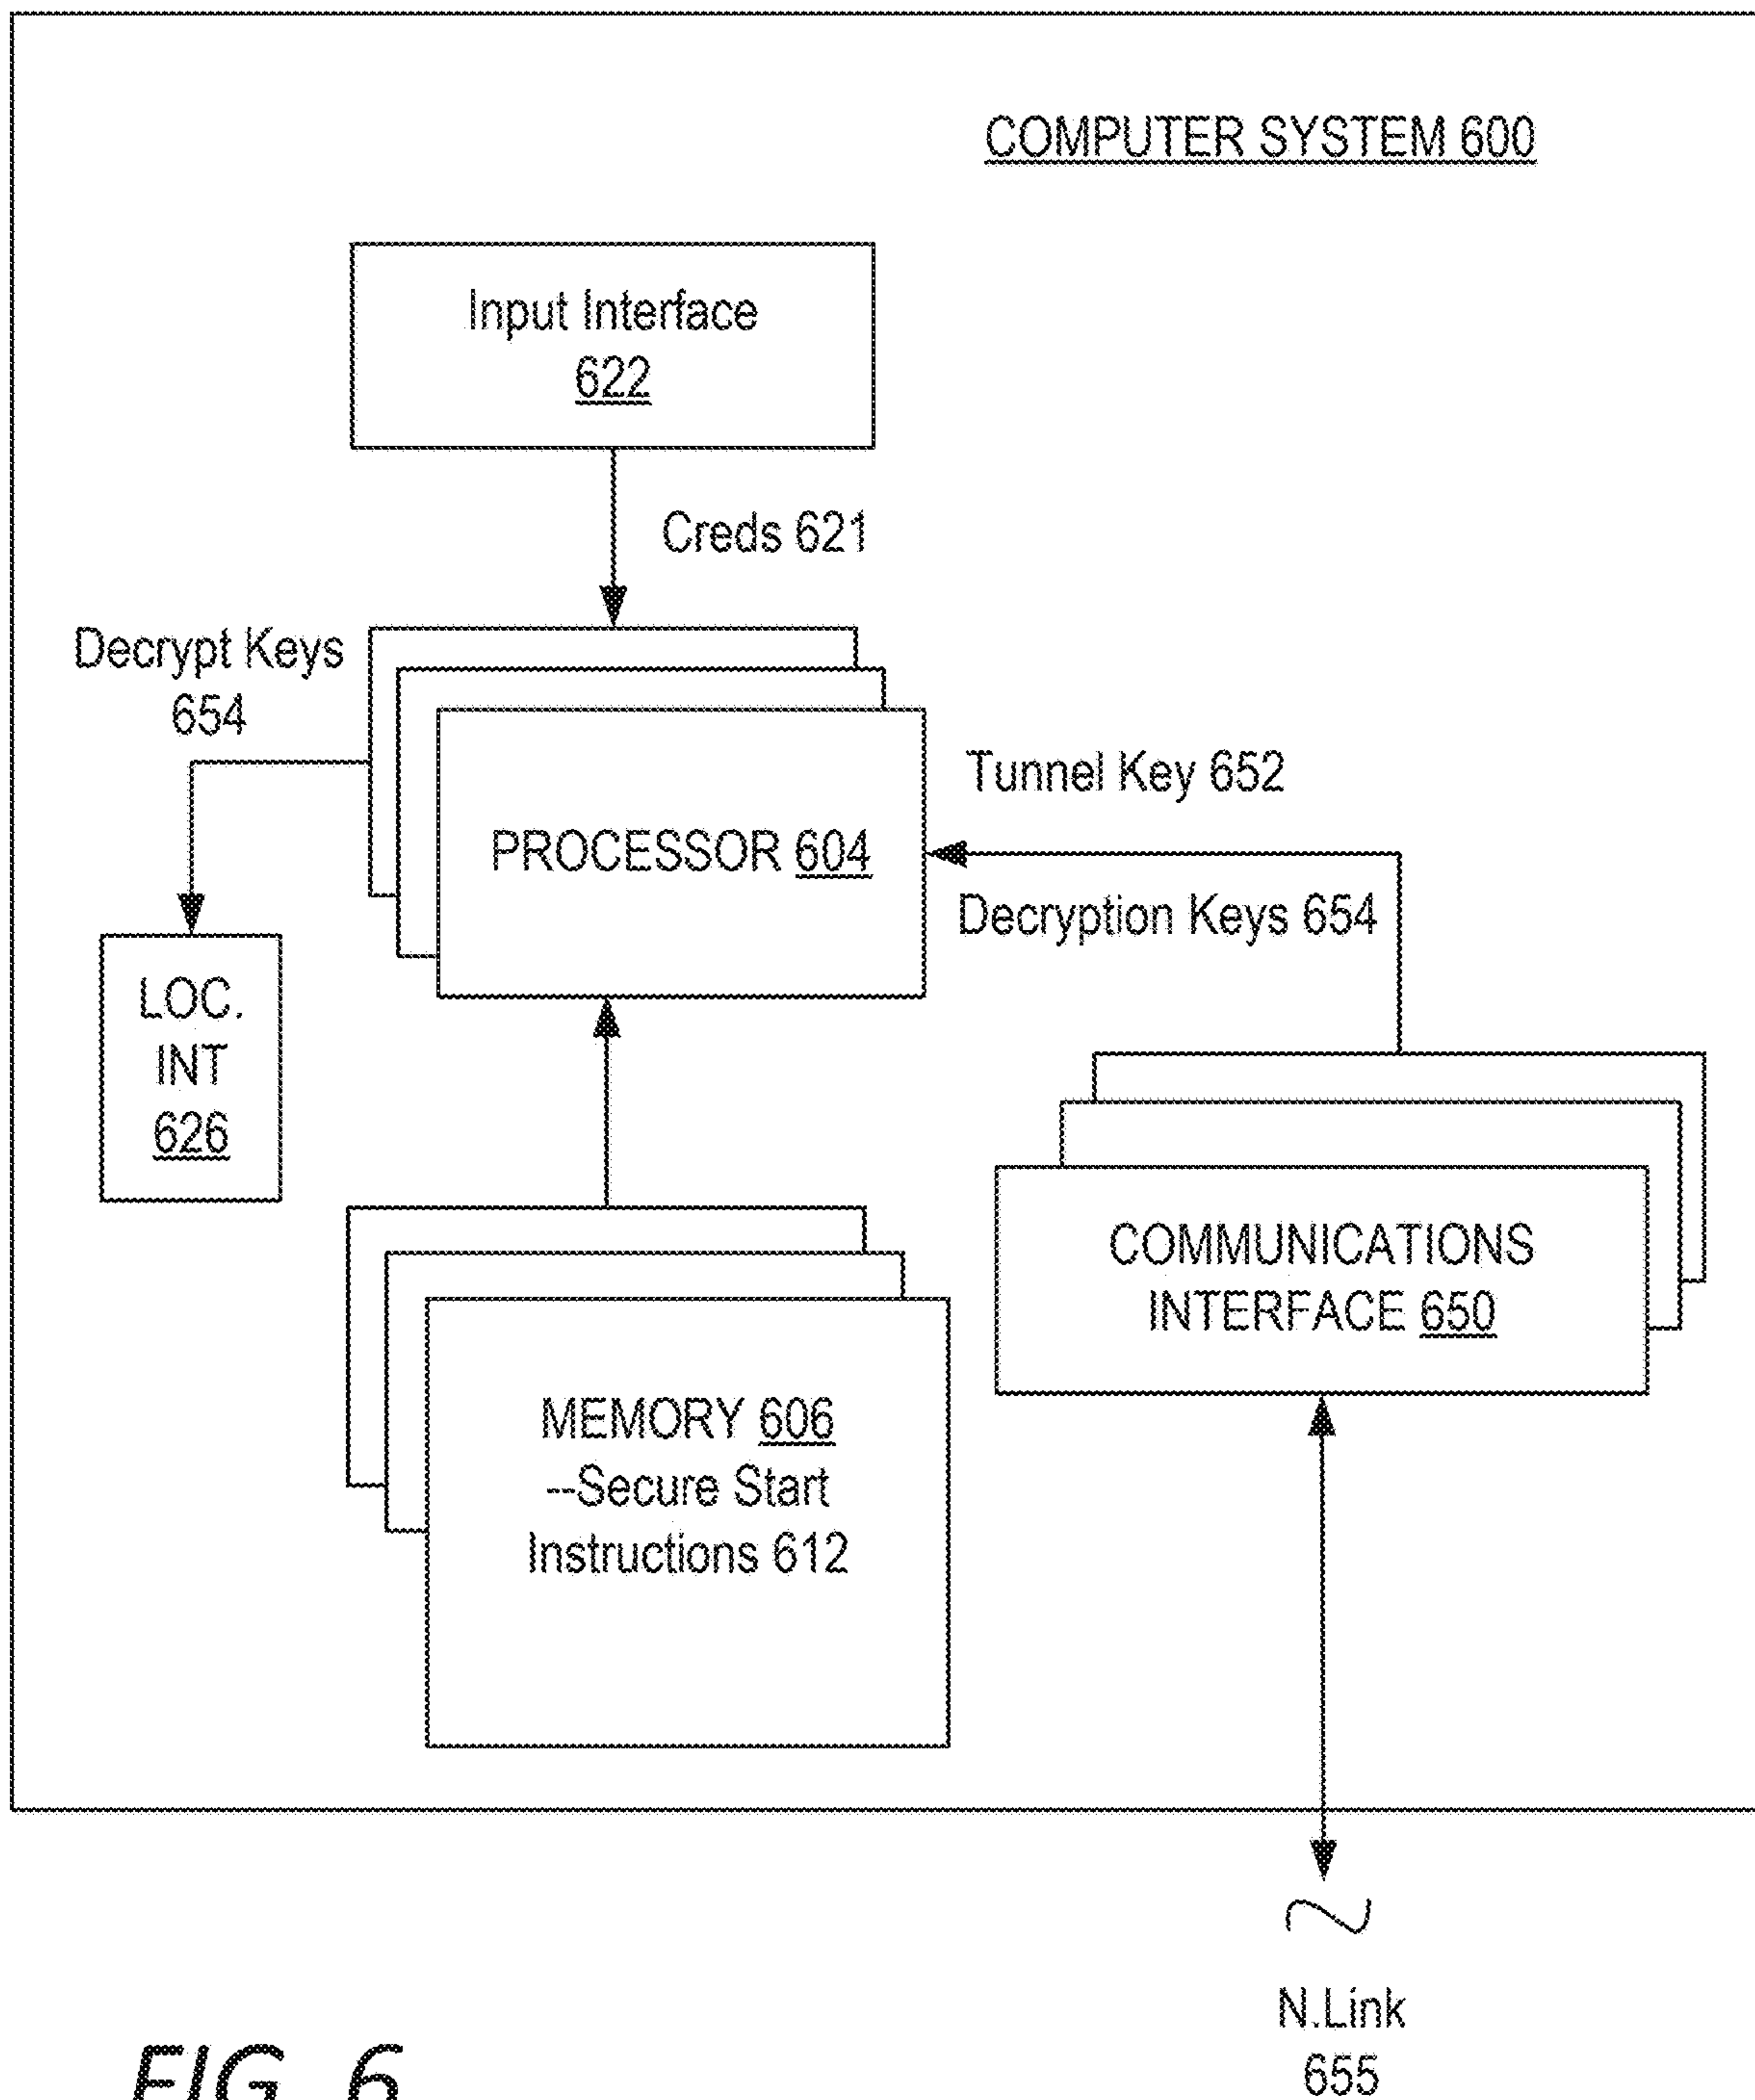 COMPUTER SYSTEM 600
Input Interface
622
Creds 621
Decrypt Keys
654
Tunnel Key 652
PROCESSOR 604
Decryption Keys 654
LOC.
INT
626
COMMUNICATIONS
INTERFACE 650
MEMORY 606
--Secure Start
Instructions 612
N.Link
655
FIG. 6